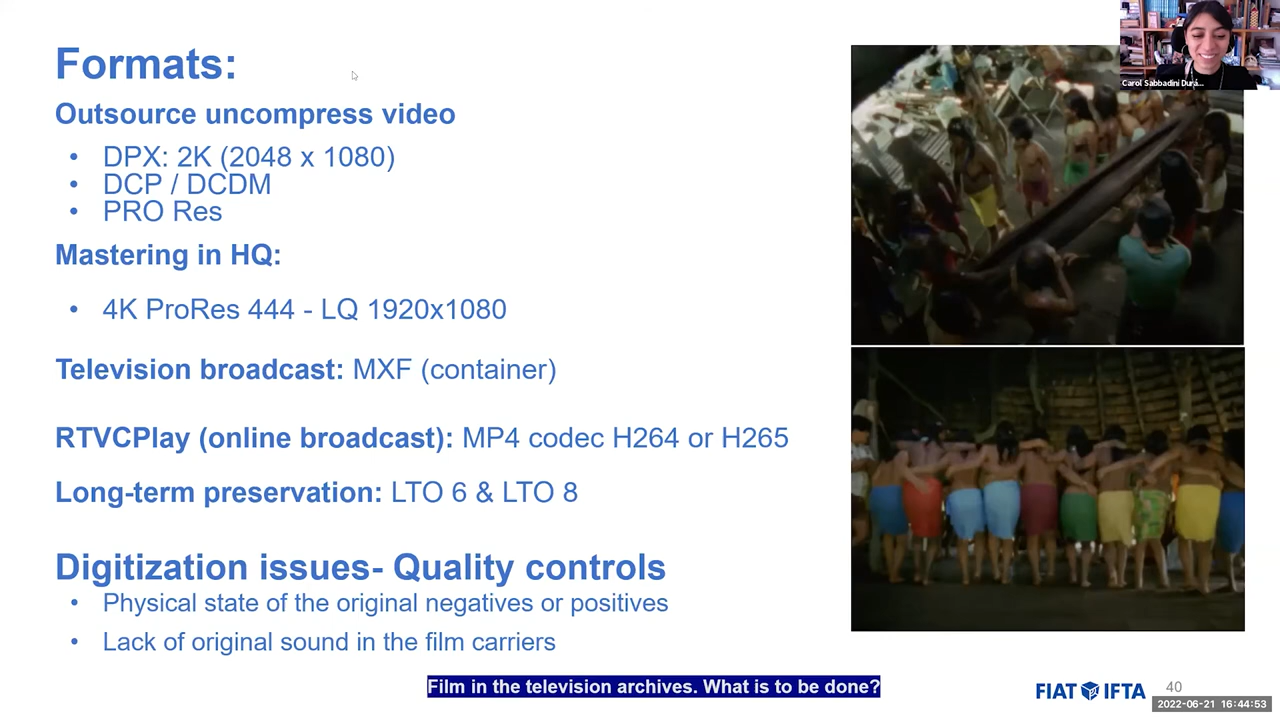 Formats:
Outsource uncompress video
• DPX: 2K (2048 x 1080)
• DCP / DCDM
• PRO Res
Mastering in HQ:
• 4K ProRes 444 - LQ 1920x1080
Television broadcast: MXF (container)
RTVCPlay (online broadcast): MP4 codec H264 or H265
Long-term preservation: LTO 6 & LTO 8
Digitization issues- Quality controls
• Physical state of the original negatives or positives
• Lack of original sound in the film carriers
Carol Sabbadini Durá...
Film in the television archives. What is to be done?
FIAT IFTA
40
2022-06-21 16:44:53